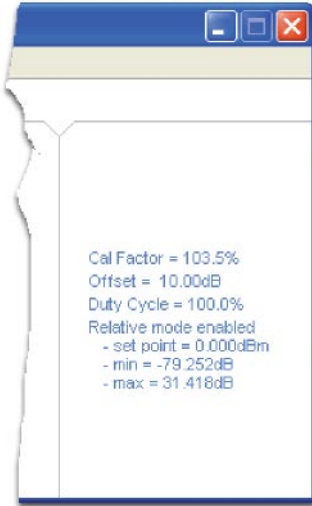 Cal Factor = 103.5%
Offset = 10.00dB
Duty Cycle = 100.0%
Relative mode enabled
- set point = 0.000dBm
- min = -79.252dB
- max = 31.418dB